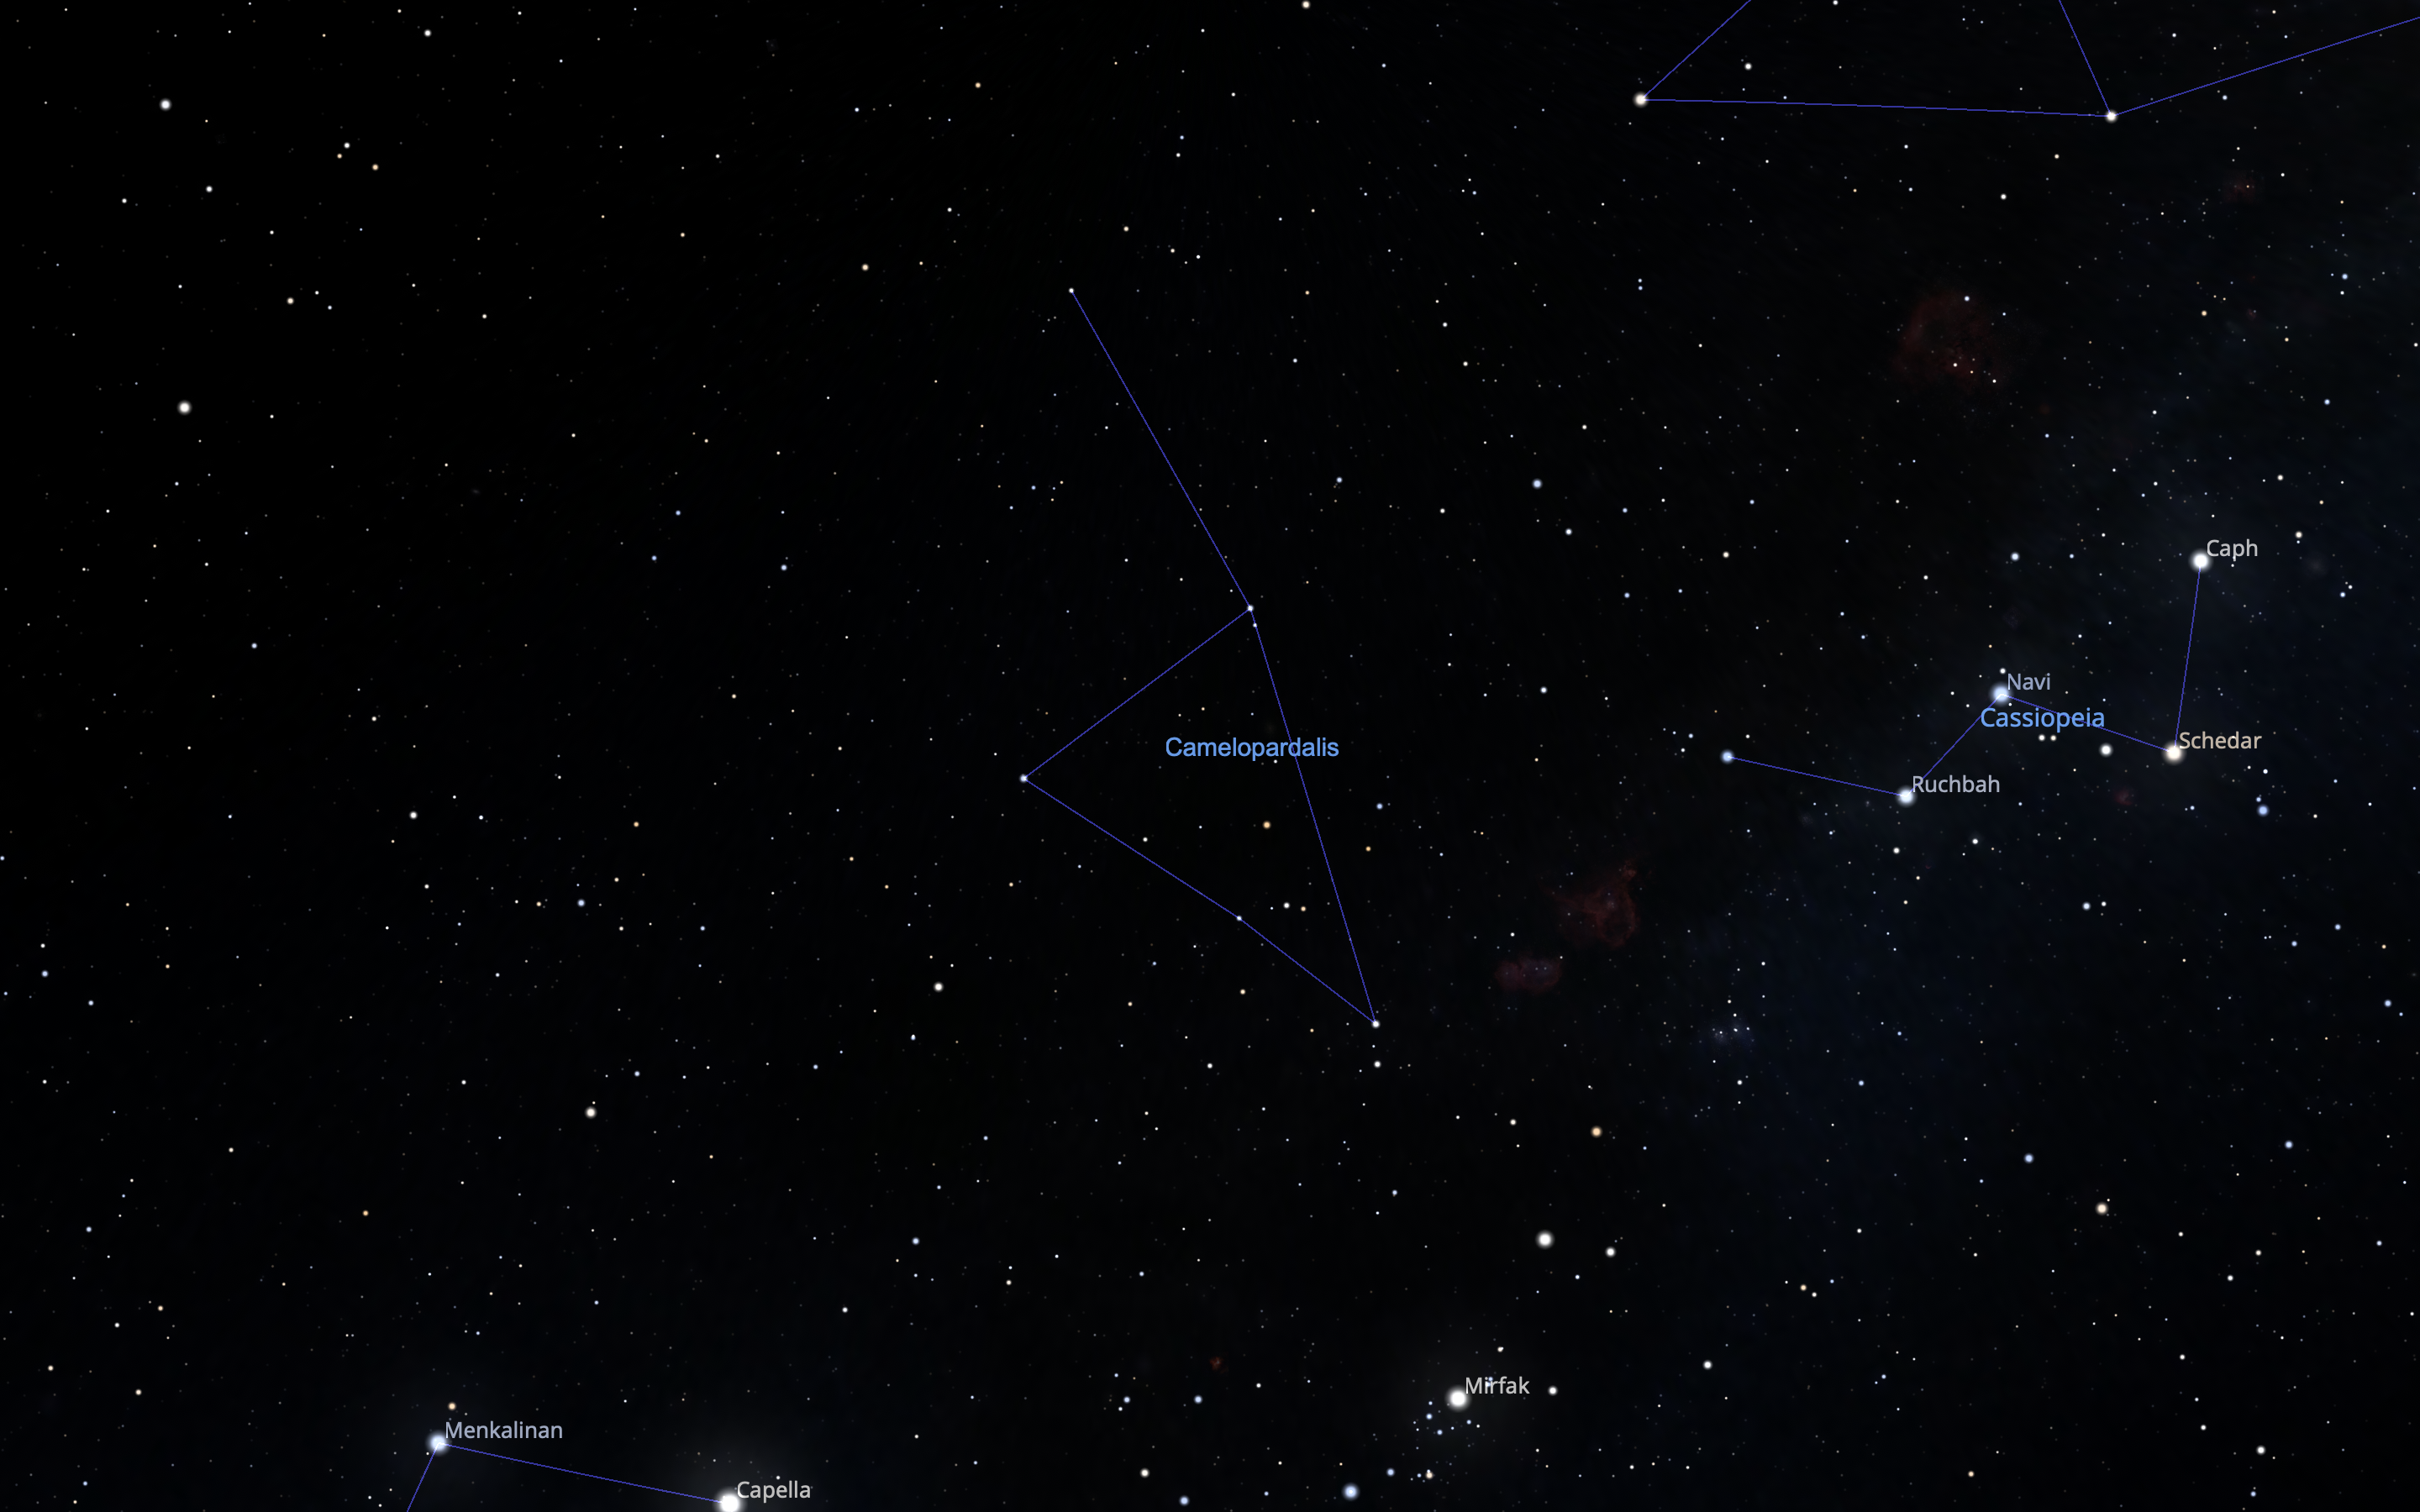 Caph
Navi
Cassiopeia
Schedar
Camelopardalis
Ruchbah
Mirfak
Menkalinan
Capella